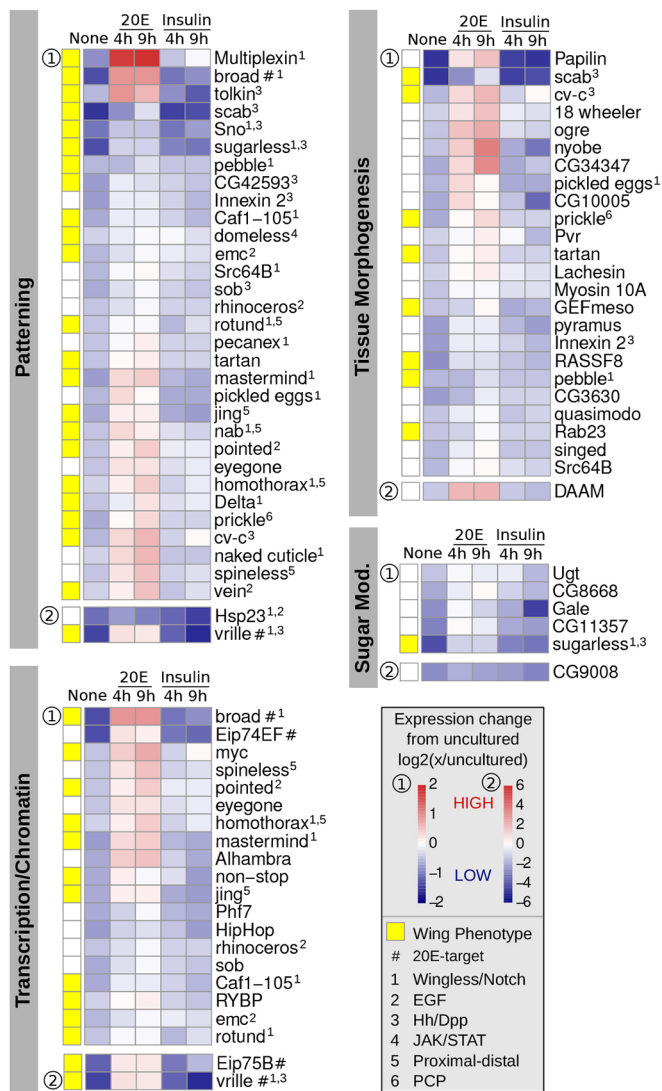 Patterning
20E Insulin
None 4h 9h 4h 9h
① Multiplexin¹
broad #¹
tolkin³
scab³
Sno¹,³
sugarless¹,³
pebble¹
CG42593³
Innexin 2³
Caf1−105¹
domeless⁴
emc²
Src64B¹
sob³
rhinoceros²
rotund¹,⁵
pecanex¹
tartan
mastermind¹
pickled eggs¹
jing⁵
nab¹,⁵
pointed²
eyegone
homothorax¹,⁵
Delta¹
prickle⁶
cv-c³
naked cuticle¹
spineless⁵
vein²
② Hsp23¹,²
vrille #¹,³
Transcription/Chromatin
20E Insulin
None 4h 9h 4h 9h
① broad #¹
Eip74EF#
myc
spineless⁵
pointed²
eyegone
homothorax¹,⁵
mastermind¹
Alhambra
non−stop
jing⁵
Phf7
HipHop
rhinoceros²
sob
Caf1−105¹
RYBP
emc²
rotund¹
Eip75B#
② vrille #¹,³
Tissue Morphogenesis
20E Insulin
None 4h 9h 4h 9h
① Papilin
scab³
cv-c³
18 wheeler
ogre
nyobe
CG34347
pickled eggs¹
CG10005
prickle⁶
Pvr
tartan
Lachesin
Myosin 10A
GEFmeso
pyramus
Innexin 2³
RASSF8
pebble¹
CG3630
quasimodo
Rab23
singed
Src64B
② DAAM
Sugar Mod.
20E Insulin
None 4h 9h 4h 9h
① Ugt
CG8668
Gale
CG11357
sugarless¹,³
② CG9008
Expression change
from uncultured
log2(x/uncultured)
① 2 ② 6
HIGH
4
2
0 0
−1 −2
LOW
−4
−2 −6
Wing Phenotype
# 20E-target
1 Wingless/Notch
2 EGF
3 Hh/Dpp
4 JAK/STAT
5 Proximal-distal
6 PCP